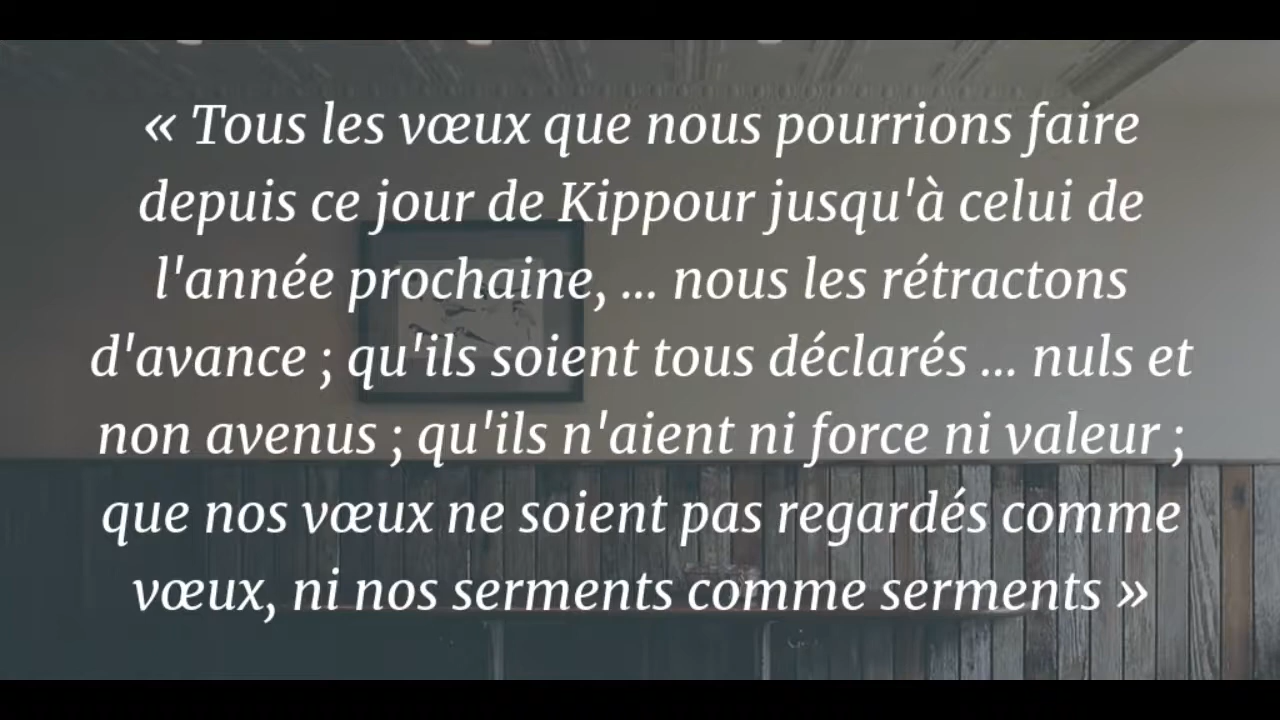 « Tous les vœux que nous pourrions faire
depuis ce jour de Kippour jusqu'à celui de
l'année prochaine, ... nous les rétractons
d'avance ; qu'ils soient tous déclarés ... nuls et
non avenus ; qu'ils n'aient ni force ni valeur ;
que nos vœux ne soient pas regardés comme
vœux, ni nos serments comme serments »